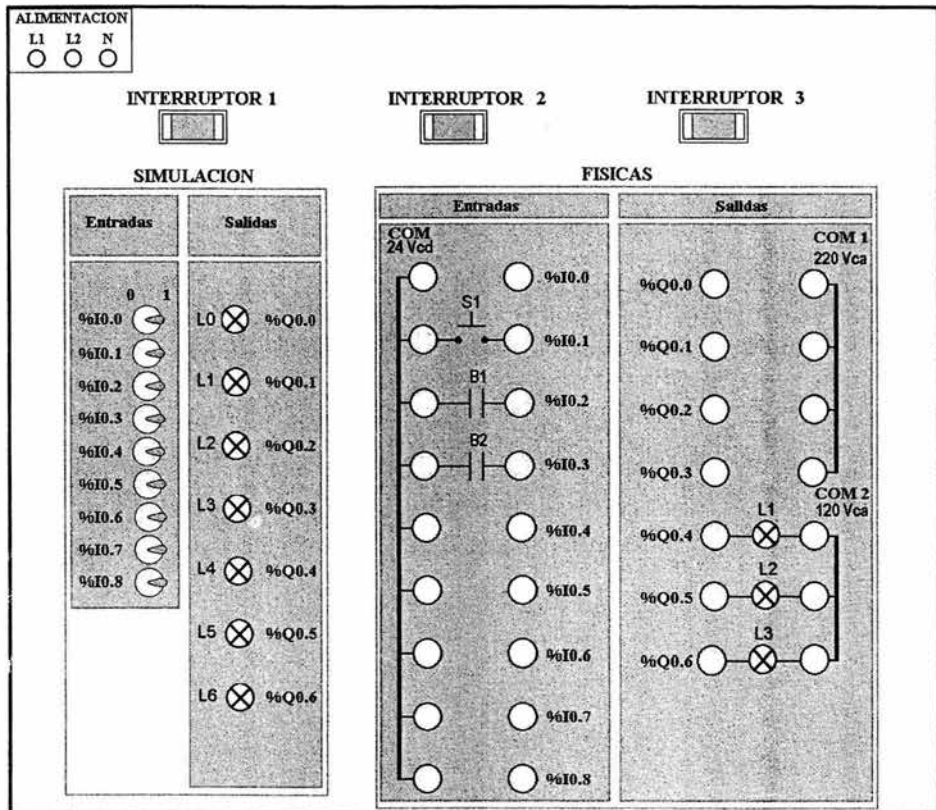 ALIMENTACION
L1 L2 N
INTERRUPTOR 1
INTERRUPTOR 2
INTERRUPTOR 3
SIMULACION
Entradas
Salidas
0 1
%I0.0
%I0.1
%I0.2
%I0.3
%I0.4
%I0.5
%I0.6
%I0.7
%I0.8
L0 %Q0.0
L1 %Q0.1
L2 %Q0.2
L3 %Q0.3
L4 %Q0.4
L5 %Q0.5
L6 %Q0.6
FISICAS
Entradas
COM
24 Vcd
%I0.0
S1
%I0.1
B1
%I0.2
B2
%I0.3
%I0.4
%I0.5
%I0.6
%I0.7
%I0.8
Salidas
COM 1
220 Vca
%Q0.0
%Q0.1
%Q0.2
%Q0.3
COM 2
120 Vca
L1
%Q0.4
L2
%Q0.5
L3
%Q0.6